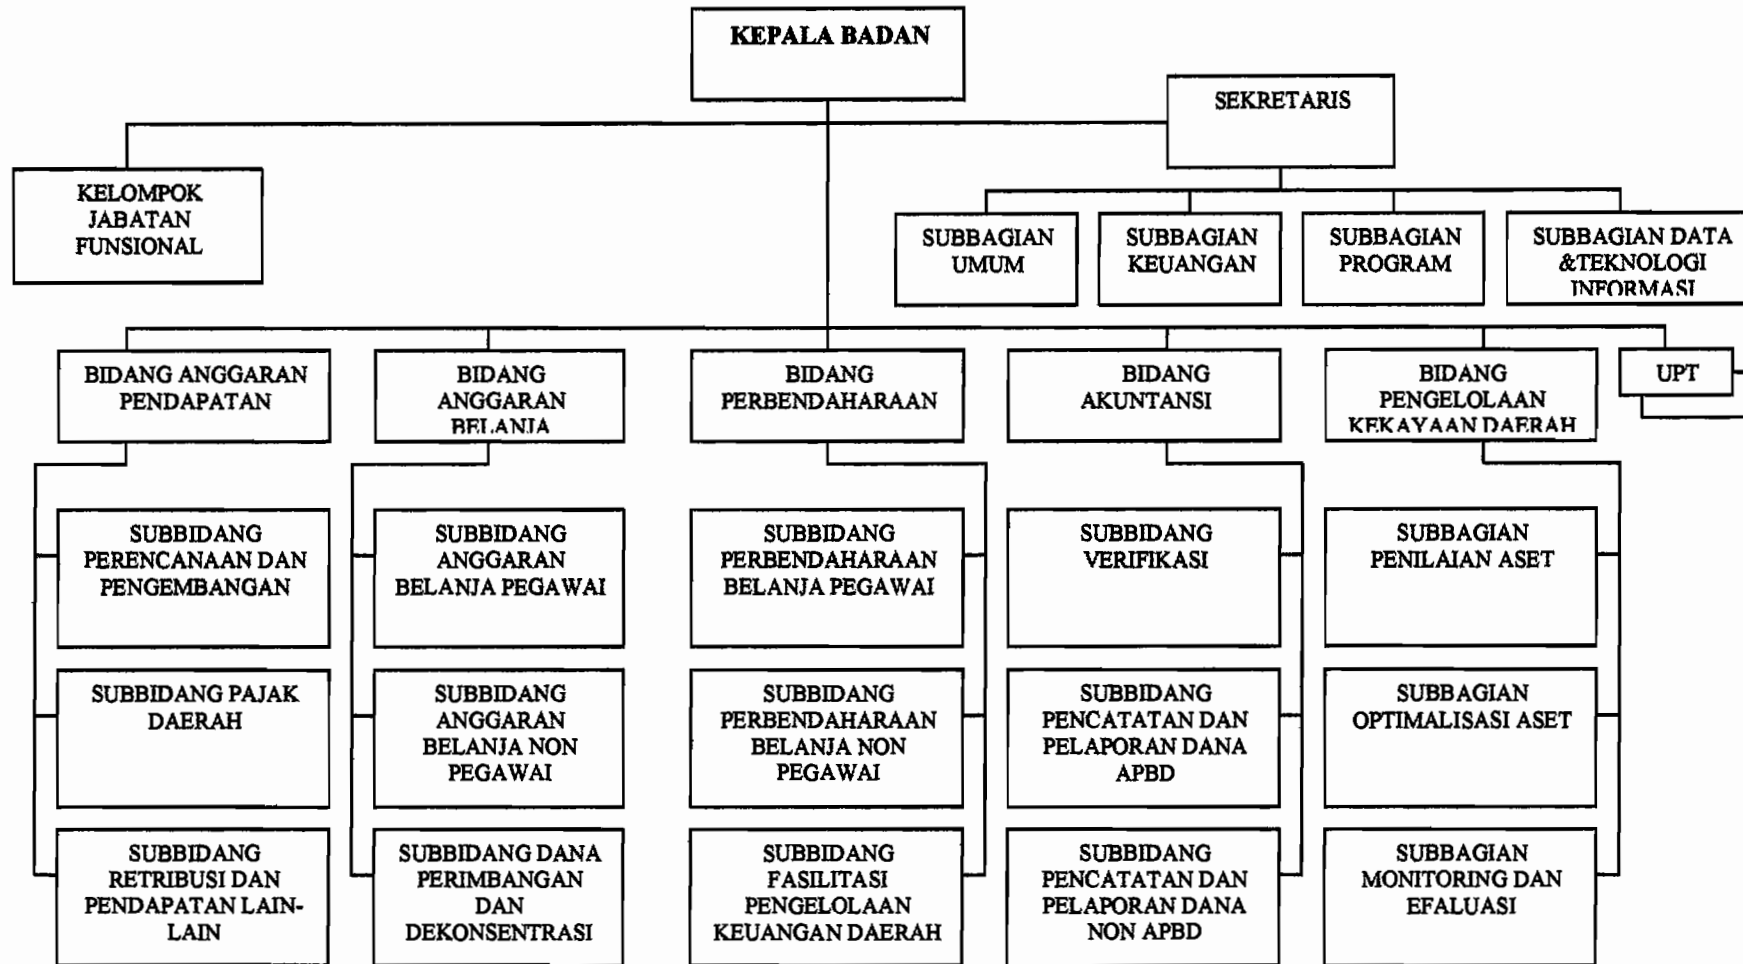 KEPALA BADAN
SEKRETARIS
KELOMPOK
JABATAN
FUNSIONAL
SUBBAGIAN
UMUM
SUBBAGIAN
KEUANGAN
SUBBAGIAN
PROGRAM
SUBBAGIAN DATA
&TEKNOLOGI
INFORMASI
BIDANG ANGGARAN
PENDAPATAN
BIDANG
ANGGARAN
BELANJA
BIDANG
PERBENDAHARAAN
BIDANG
AKUNTANSI
BIDANG
PENGELOLAAN
KEKAYAAN DAERAH
UPT
SUBBIDANG
PERENCANAAN DAN
PENGEMBANGAN
SUBBIDANG
ANGGARAN
BELANJA PEGAWAI
SUBBIDANG
PERBENDAHARAAN
BELANJA PEGAWAI
SUBBIDANG
VERIFIKASI
SUBBAGIAN
PENILAIAN ASET
SUBBIDANG PAJAK
DAERAH
SUBBIDANG
ANGGARAN
BELANJA NON
PEGAWAI
SUBBIDANG
PERBENDAHARAAN
BELANJA NON
PEGAWAI
SUBBIDANG
PENCATATAN DAN
PELAPORAN DANA
APBD
SUBBAGIAN
OPTIMALISASI ASET
SUBBIDANG
RETRIBUSI DAN
PENDAPATAN LAIN-
LAIN
SUBBIDANG DANA
PERIMBANGAN
DAN
DEKONSENTRASI
SUBBIDANG
FASILITASI
PENGELOLAAN
KEUANGAN DAERAH
SUBBIDANG
PENCATATAN DAN
PELAPORAN DANA
NON APBD
SUBBAGIAN
MONITORING DAN
EFALUASI